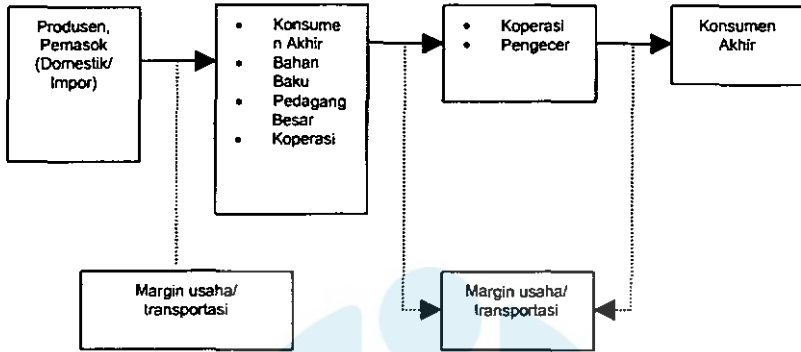 Produsen,
Pemasok
(Domestik/
Impor)
• Konsume
n Akhir
• Bahan
Baku
• Pedagang
Besar
• Koperasi
• Koperasi
• Pengecer
Konsumen
Akhir
Margin usaha/
transportasi
Margin usaha/
transportasi